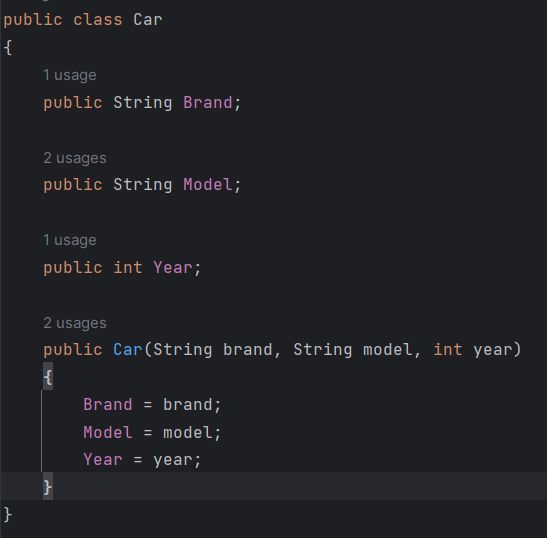 public class Car
{
1 usage
public String Brand;
2 usages
public String Model;
1 usage
public int Year;
2 usages
public Car(String brand, String model, int year)
{
Brand = brand;
Model = model;
Year = year;
}
}